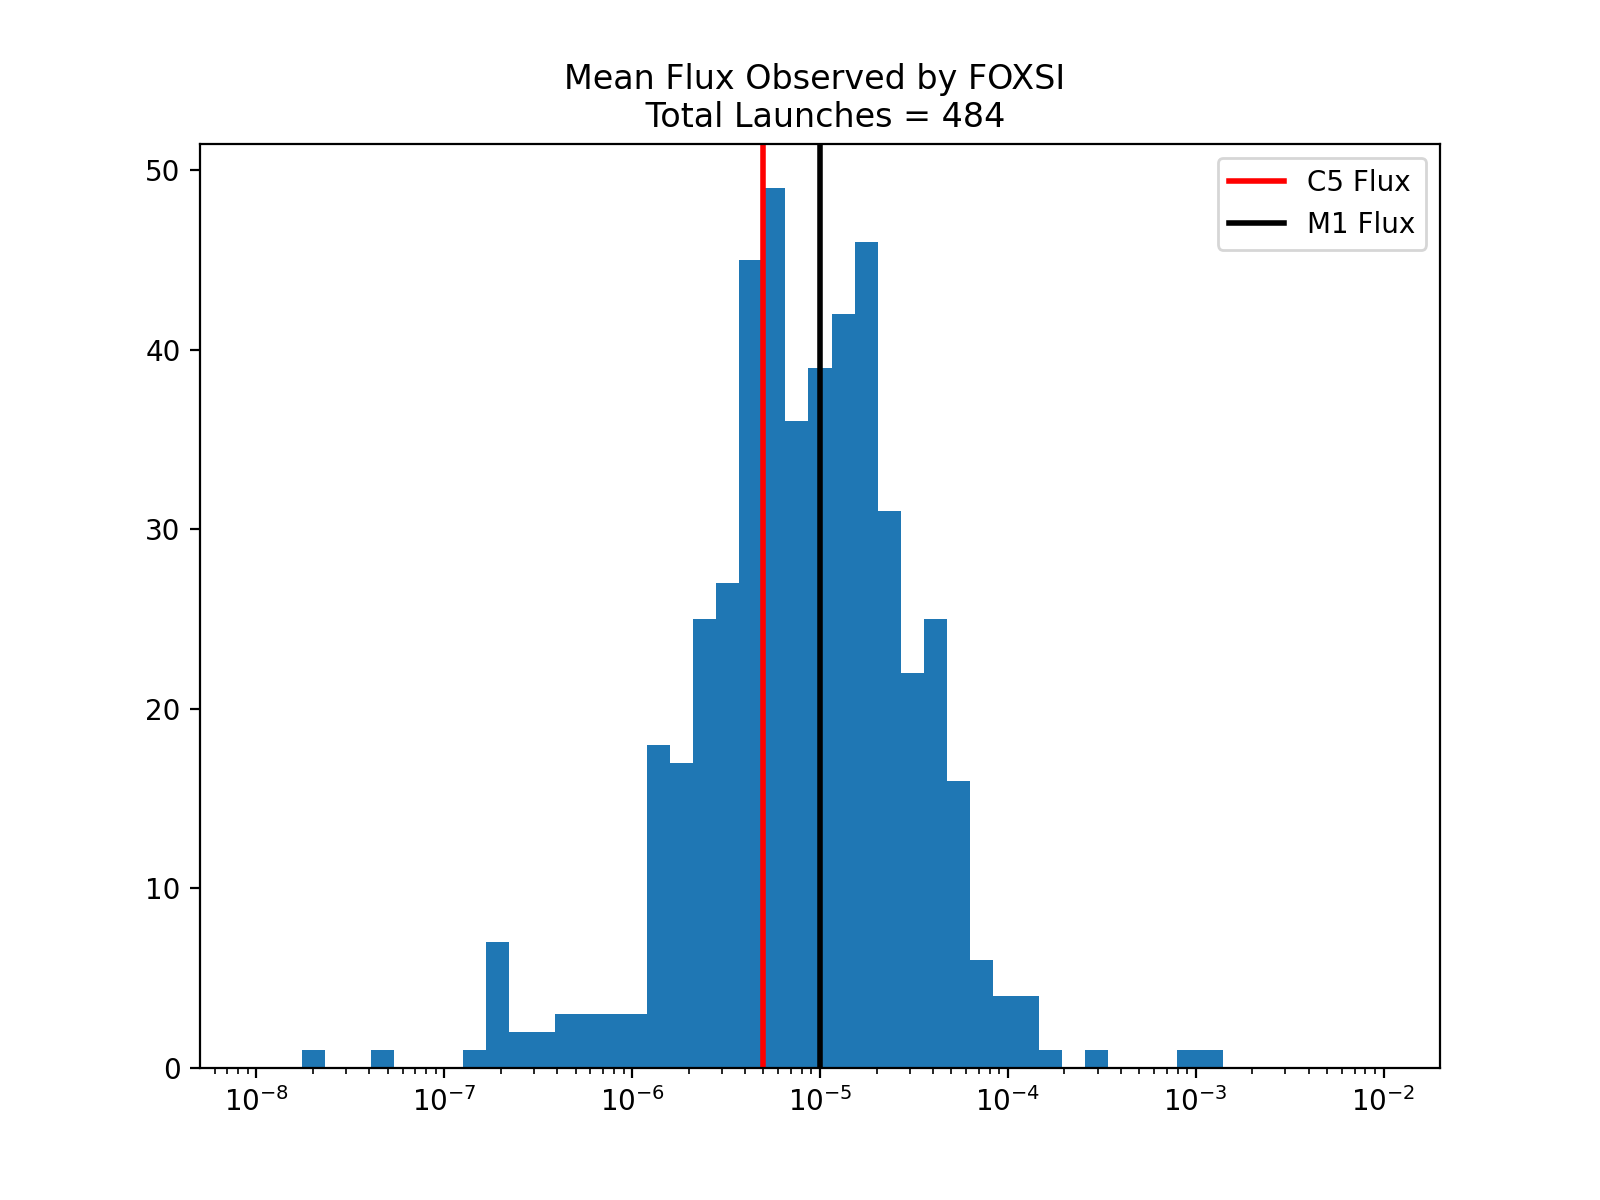 Mean Flux Observed by FOXSI
Total Launches = 484
C5 Flux
M1 Flux
50
40
30
20
10
0
10⁻⁸ 10⁻⁷ 10⁻⁶ 10⁻⁵ 10⁻⁴ 10⁻³ 10⁻²